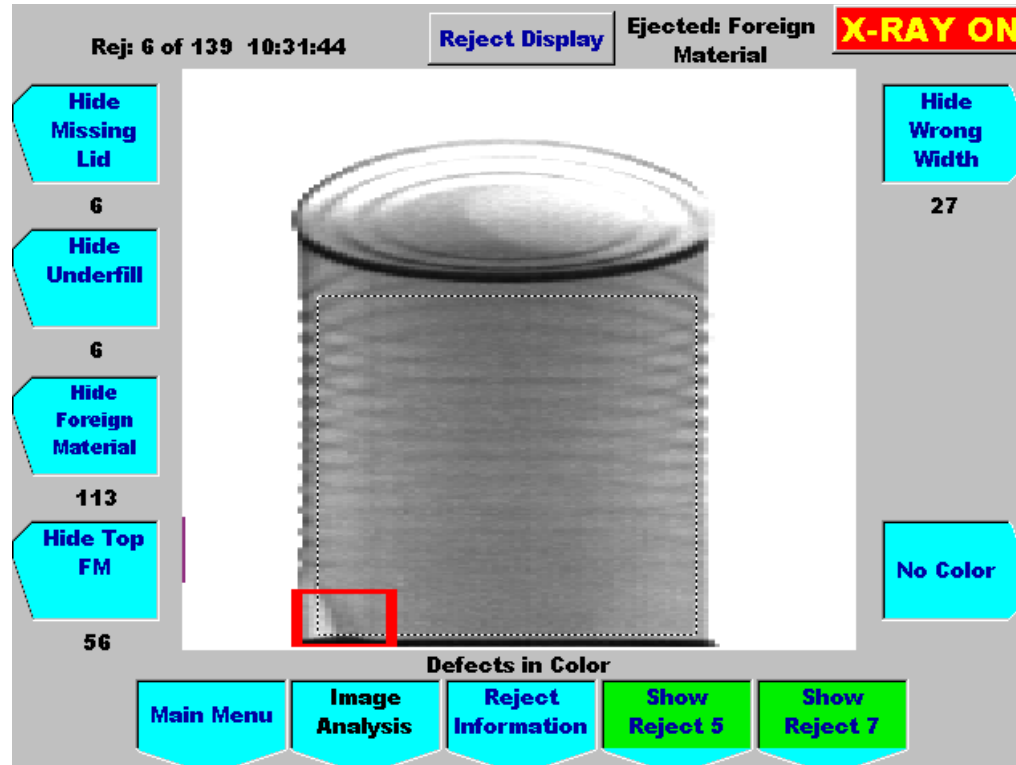 Rej: 6 of 139 10:31:44
Reject Display
Ejected: Foreign
Material
X-RAY ON
Hide
Missing
Lid
6
Hide
Underfill
6
Hide
Foreign
Material
113
Hide Top
FM
56
Hide
Wrong
Width
27
No Color
Defects in Color
Main Menu
Image
Analysis
Reject
Information
Show
Reject 5
Show
Reject 7